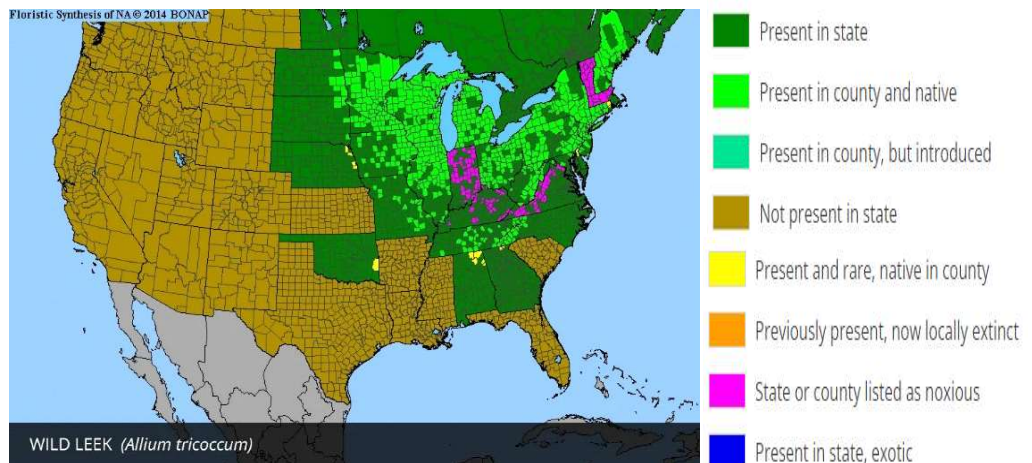 Floristic Synthesis of NA © 2014 BONAP
Present in state
Present in county and native
Present in county, but introduced
Not present in state
Present and rare, native in county
Previously present, now locally extinct
State or county listed as noxious
Present in state, exotic
WILD LEEK (Allium tricoccum)